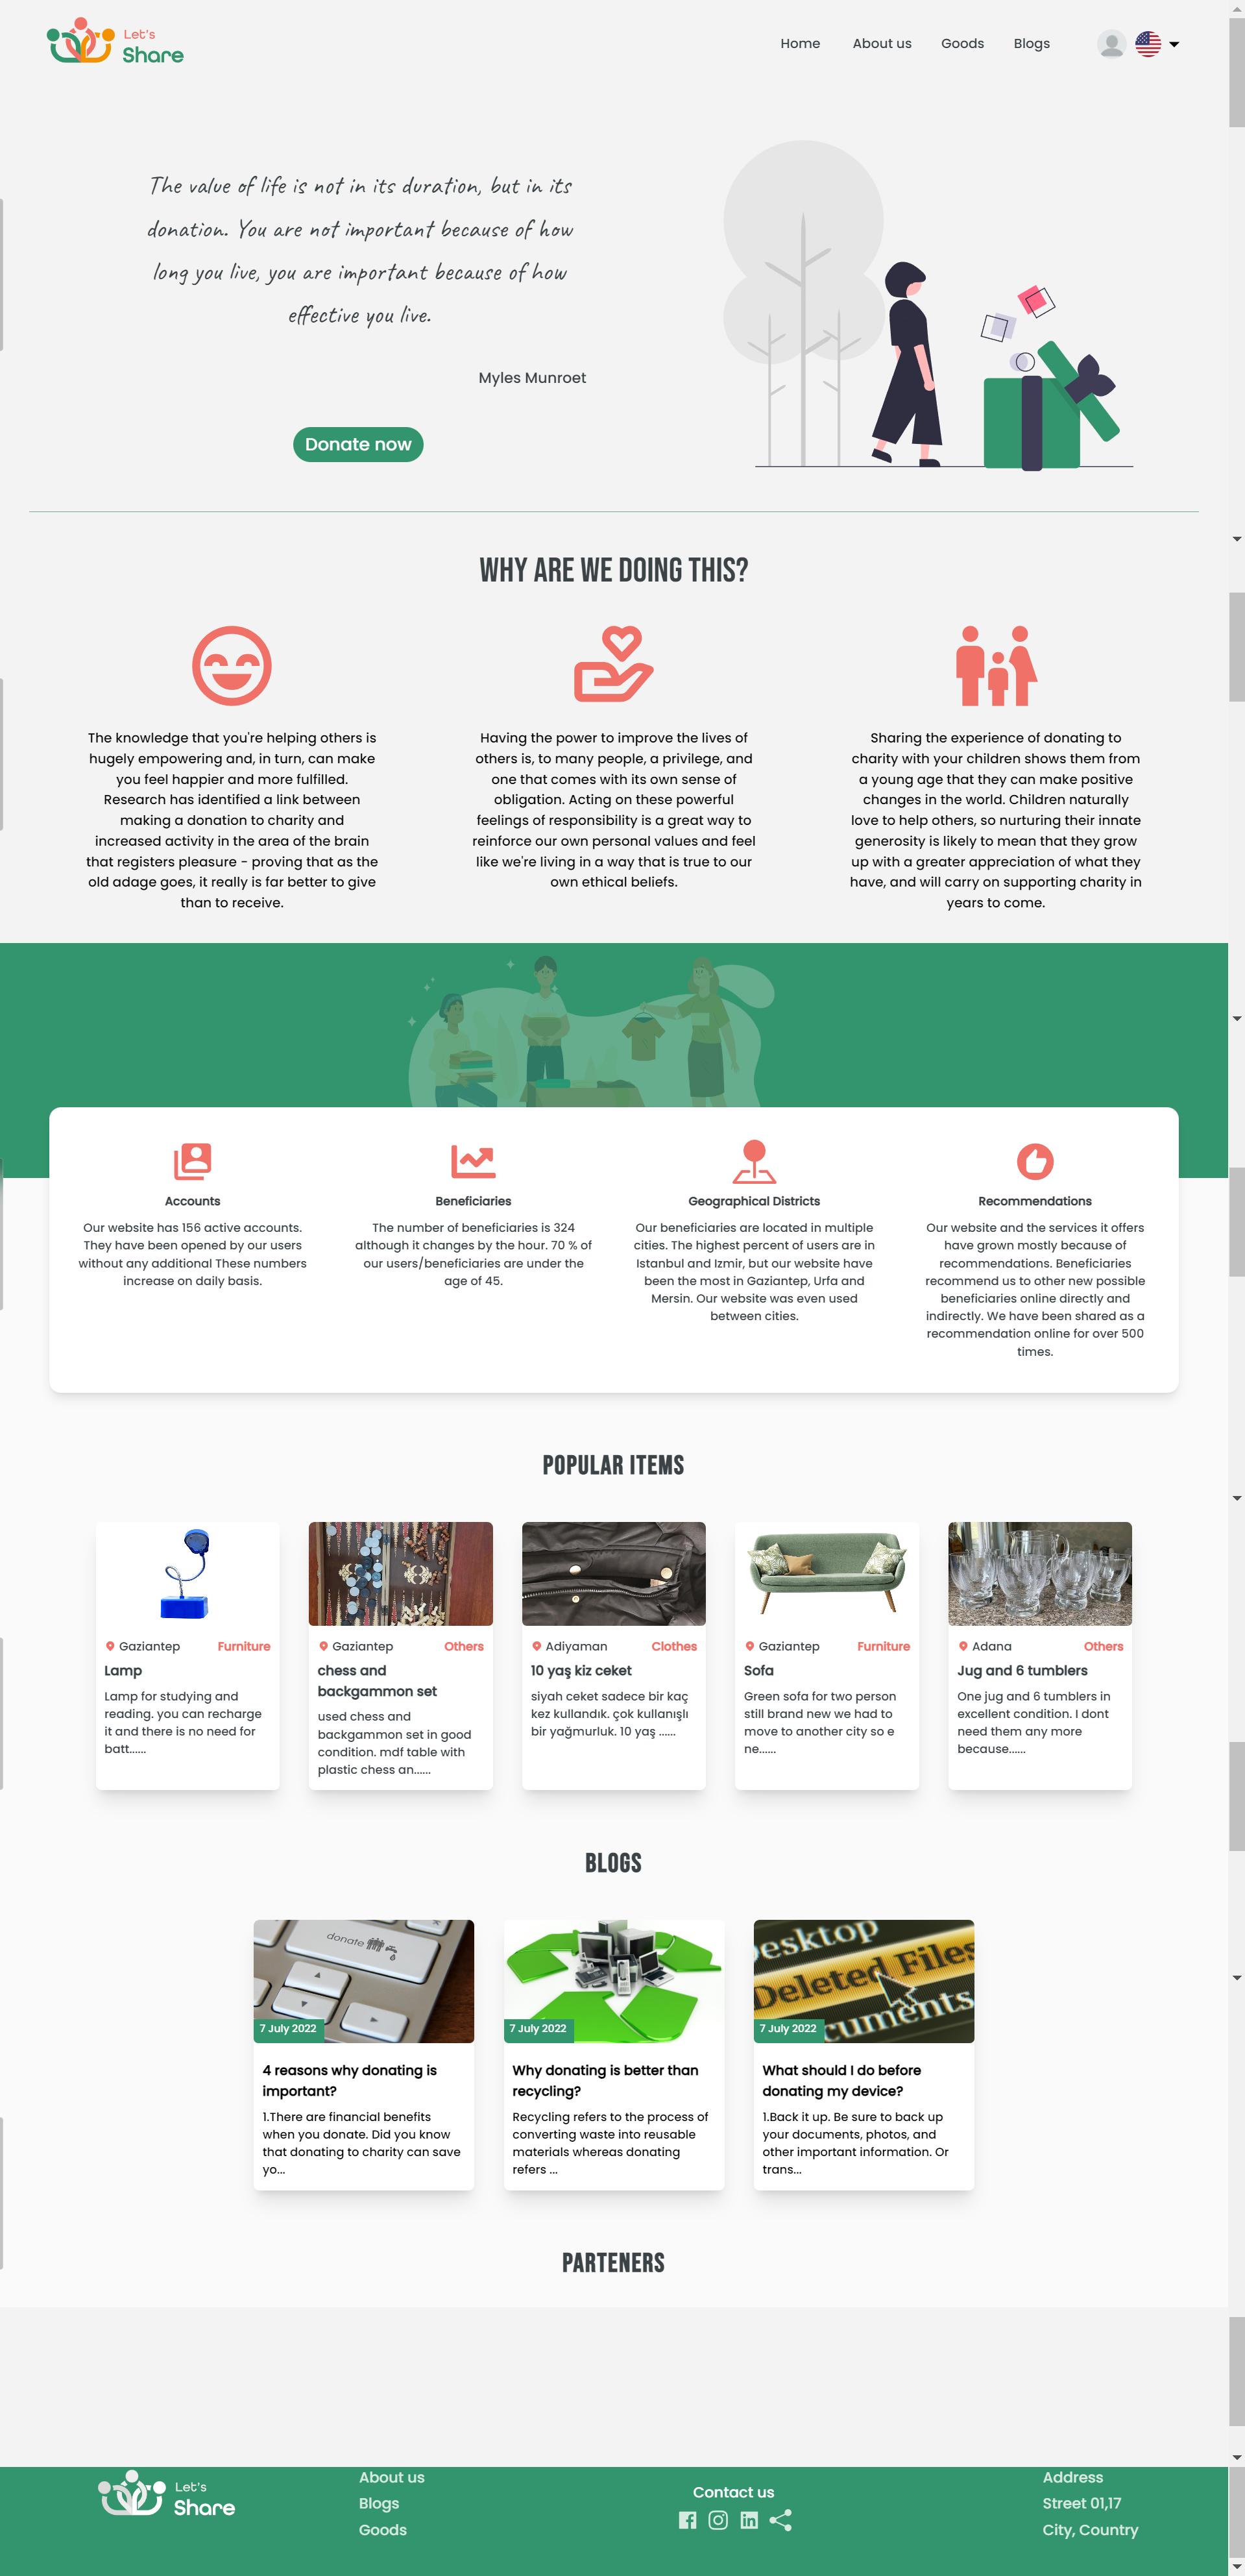 Let's
Share
Home About us Goods Blogs
The value of life is not in its duration, but in its
donation. You are not important because of how
long you live, you are important because of how
effective you live.
Myles Munroet
Donate now
WHY ARE WE DOING THIS?
The knowledge that you're helping others is
hugely empowering and, in turn, can make
you feel happier and more fulfilled.
Research has identified a link between
making a donation to charity and
increased activity in the area of the brain
that registers pleasure - proving that as the
old adage goes, it really is far better to give
than to receive.
Having the power to improve the lives of
others is, to many people, a privilege, and
one that comes with its own sense of
obligation. Acting on these powerful
feelings of responsibility is a great way to
reinforce our own personal values and feel
like we're living in a way that is true to our
own ethical beliefs.
Sharing the experience of donating to
charity with your children shows them from
a young age that they can make positive
changes in the world. Children naturally
love to help others, so nurturing their innate
generosity is likely to mean that they grow
up with a greater appreciation of what they
have, and will carry on supporting charity in
years to come.
Accounts
Our website has 156 active accounts.
They have been opened by our users
without any additional These numbers
increase on daily basis.
Beneficiaries
The number of beneficiaries is 324
although it changes by the hour. 70 % of
our users/beneficiaries are under the
age of 45.
Geographical Districts
Our beneficiaries are located in multiple
cities. The highest percent of users are in
Istanbul and Izmir, but our website have
been the most in Gaziantep, Urfa and
Mersin. Our website was even used
between cities.
Recommendations
Our website and the services it offers
have grown mostly because of
recommendations. Beneficiaries
recommend us to other new possible
beneficiaries online directly and
indirectly. We have been shared as a
recommendation online for over 500
times.
POPULAR ITEMS
Gaziantep Furniture
Lamp
Lamp for studying and
reading. you can recharge
it and there is no need for
batt......
Gaziantep Others
chess and
backgammon set
used chess and
backgammon set in good
condition. mdf table with
plastic chess an......
Adiyaman Clothes
10 yaş kiz ceket
siyah ceket sadece bir kaç
kez kullandık. çok kullanışlı
bir yağmurluk. 10 yaş ......
Gaziantep Furniture
Sofa
Green sofa for two person
still brand new we had to
move to another city so e
ne......
Adana Others
Jug and 6 tumblers
One jug and 6 tumblers in
excellent condition. I dont
need them any more
because......
BLOGS
donate
7 July 2022
4 reasons why donating is
important?
1.There are financial benefits
when you donate. Did you know
that donating to charity can save
yo...
7 July 2022
Why donating is better than
recycling?
Recycling refers to the process of
converting waste into reusable
materials whereas donating
refers ...
esktop
Deleted Files
cuments
7 July 2022
What should I do before
donating my device?
1.Back it up. Be sure to back up
your documents, photos, and
other important information. Or
trans...
PARTENERS
Let's
Share
About us
Blogs
Goods
Contact us
Address
Street 01,17
City, Country